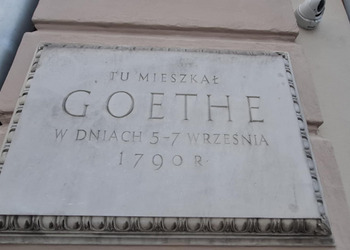 TU MIESZKAŁ
GOETHE
W DNIACH 5-7 WRZEŚNIA
1790 R